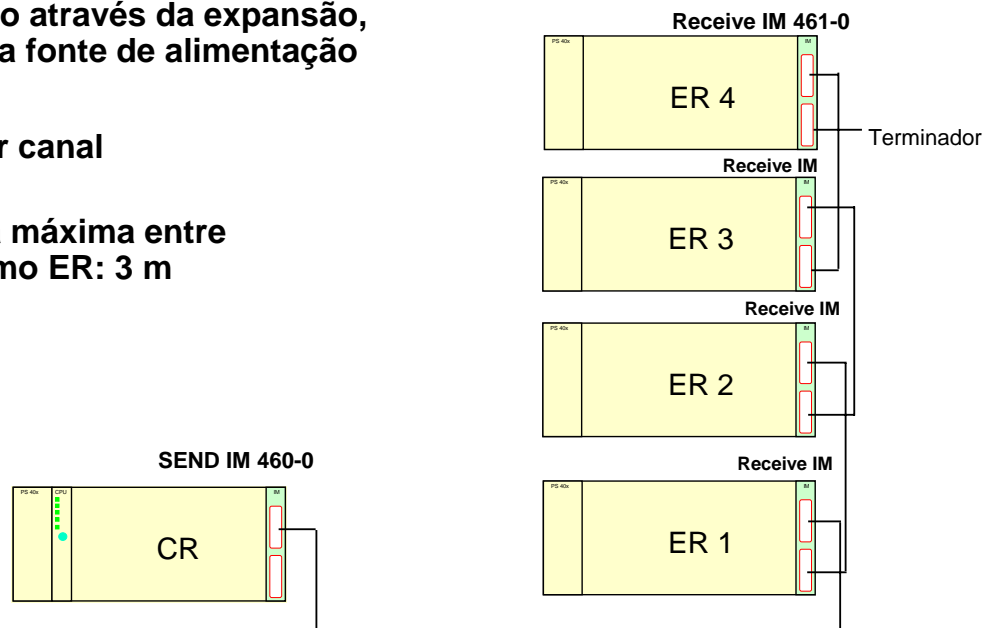 o através da expansão,
a fonte de alimentação
r canal
máxima entre
mo ER: 3 m
Receive IM 461-0
PS 40x
IM
ER 4
Terminador
Receive IM
PS 40x
IM
ER 3
Receive IM
PS 40x
IM
ER 2
SEND IM 460-0
PS 40x
CPU
IM
CR
Receive IM
PS 40x
IM
ER 1